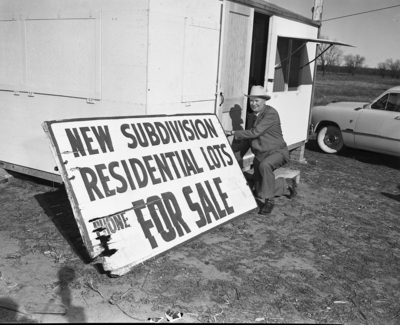 NEW SUBDIVISION
RESIDENTIAL LOTS
PHONE FOR SALE